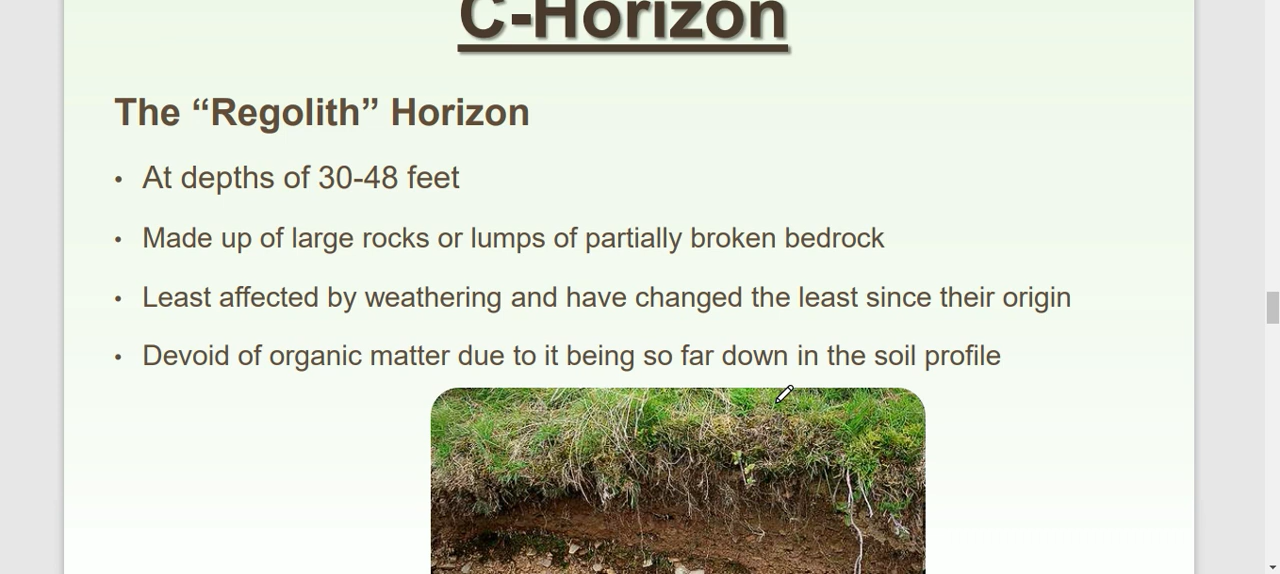 C-Horizon
The “Regolith” Horizon
• At depths of 30-48 feet
• Made up of large rocks or lumps of partially broken bedrock
• Least affected by weathering and have changed the least since their origin
• Devoid of organic matter due to it being so far down in the soil profile